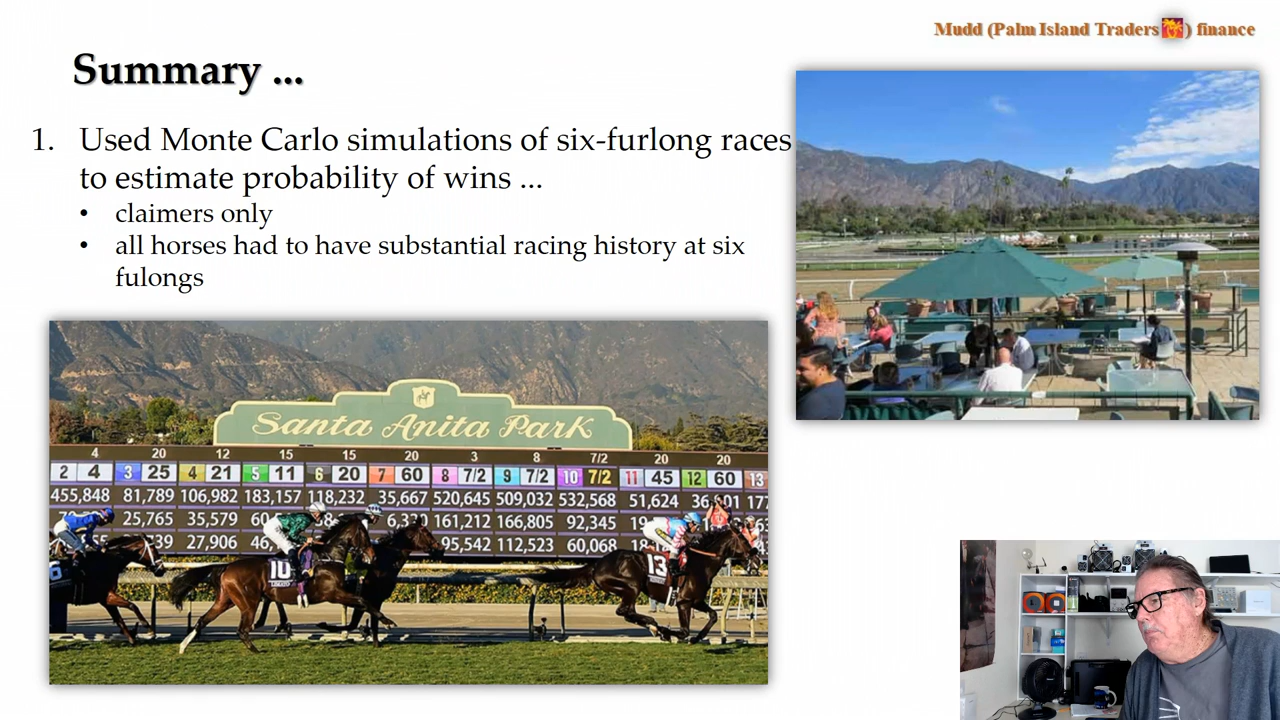 Mudd (Palm Island Traders ) finance
Summary ...
1. Used Monte Carlo simulations of six-furlong races
to estimate probability of wins ...
• claimers only
• all horses had to have substantial racing history at six
fulongs
Santa Anita Park
4 20 12 15 15 20 3 8 7/2 20 20
2 4 3 25 4 21 5 11 6 20 7 60 8 7/2 9 7/2 10 7/2 11 45 12 60 13
455,848 81,789 106,982 183,157 118,232 35,667 520,645 509,032 532,568 51,624
25,765 35,579 161,212 166,805 92,345
27,906 95,542 112,523 60,068
10 13